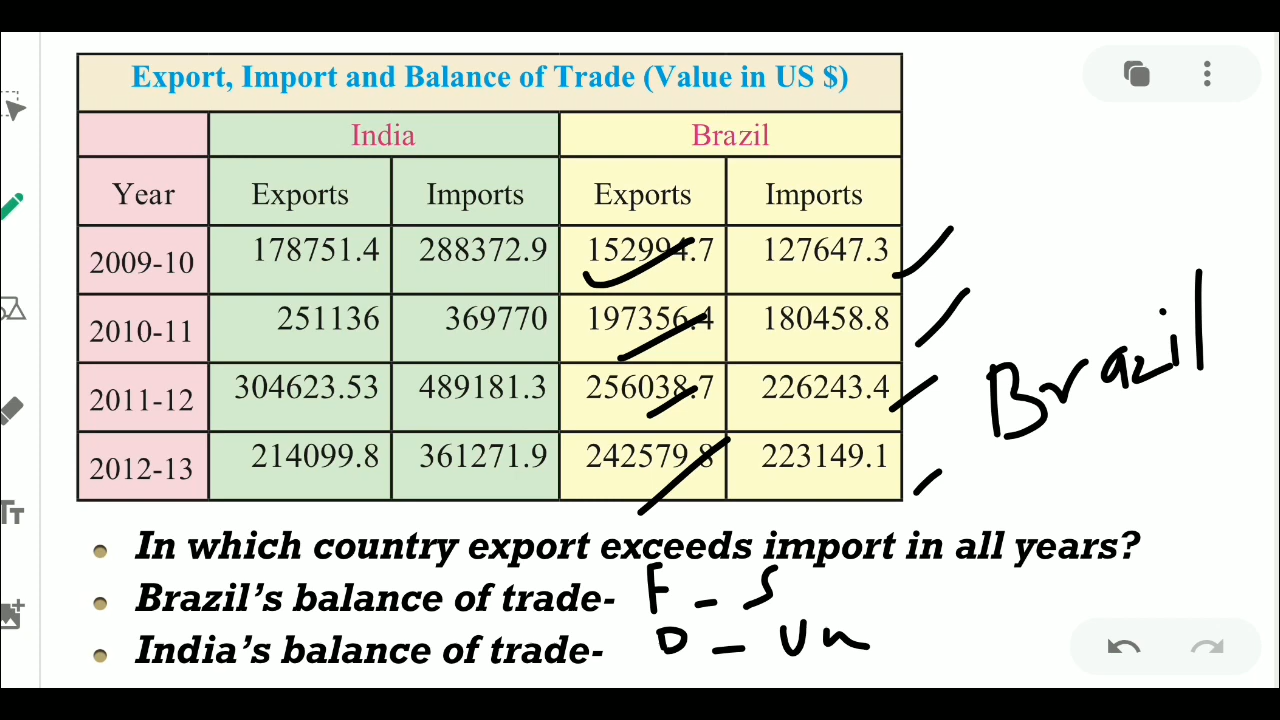 Export, Import and Balance of Trade (Value in US $)
India Brazil
Year Exports Imports Exports Imports
2009-10 178751.4 288372.9 152994.7 127647.3
2010-11 251136 369770 197356.4 180458.8
2011-12 304623.53 489181.3 256038.7 226243.4
2012-13 214099.8 361271.9 242579.8 223149.1
Brazil
In which country export exceeds import in all years?
Brazil’s balance of trade- F - S
India’s balance of trade- D - Un
Tт